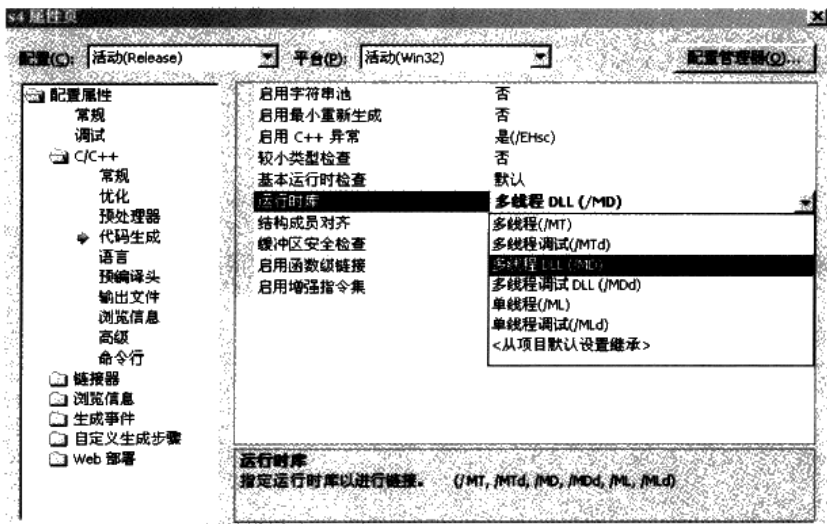 s4 属性页
配置(C): 活动(Release) 平台(P): 活动(Win32) 配置管理器(O)...
配置属性
常规
调试
C/C++
常规
优化
预处理器
代码生成
语言
预编译头
输出文件
浏览信息
高级
命令行
链接器
浏览信息
生成事件
自定义生成步骤
Web 部署
启用字符串池 否
启用最小重新生成 否
启用 C++ 异常 是(/EHsc)
较小类型检查 否
基本运行时检查 默认
运行时库 多线程 DLL (/MD)
结构成员对齐
缓冲区安全检查
启用函数级链接
启用增强指令集
多线程(/MT)
多线程调试(/MTd)
多线程 DLL (/MD)
多线程调试 DLL (/MDd)
单线程(/ML)
单线程调试(/MLd)
<从项目默认设置继承>
运行时库
指定运行时库以进行链接。 (/MT, /MTd, /MD, /MDd, /ML, /MLd)